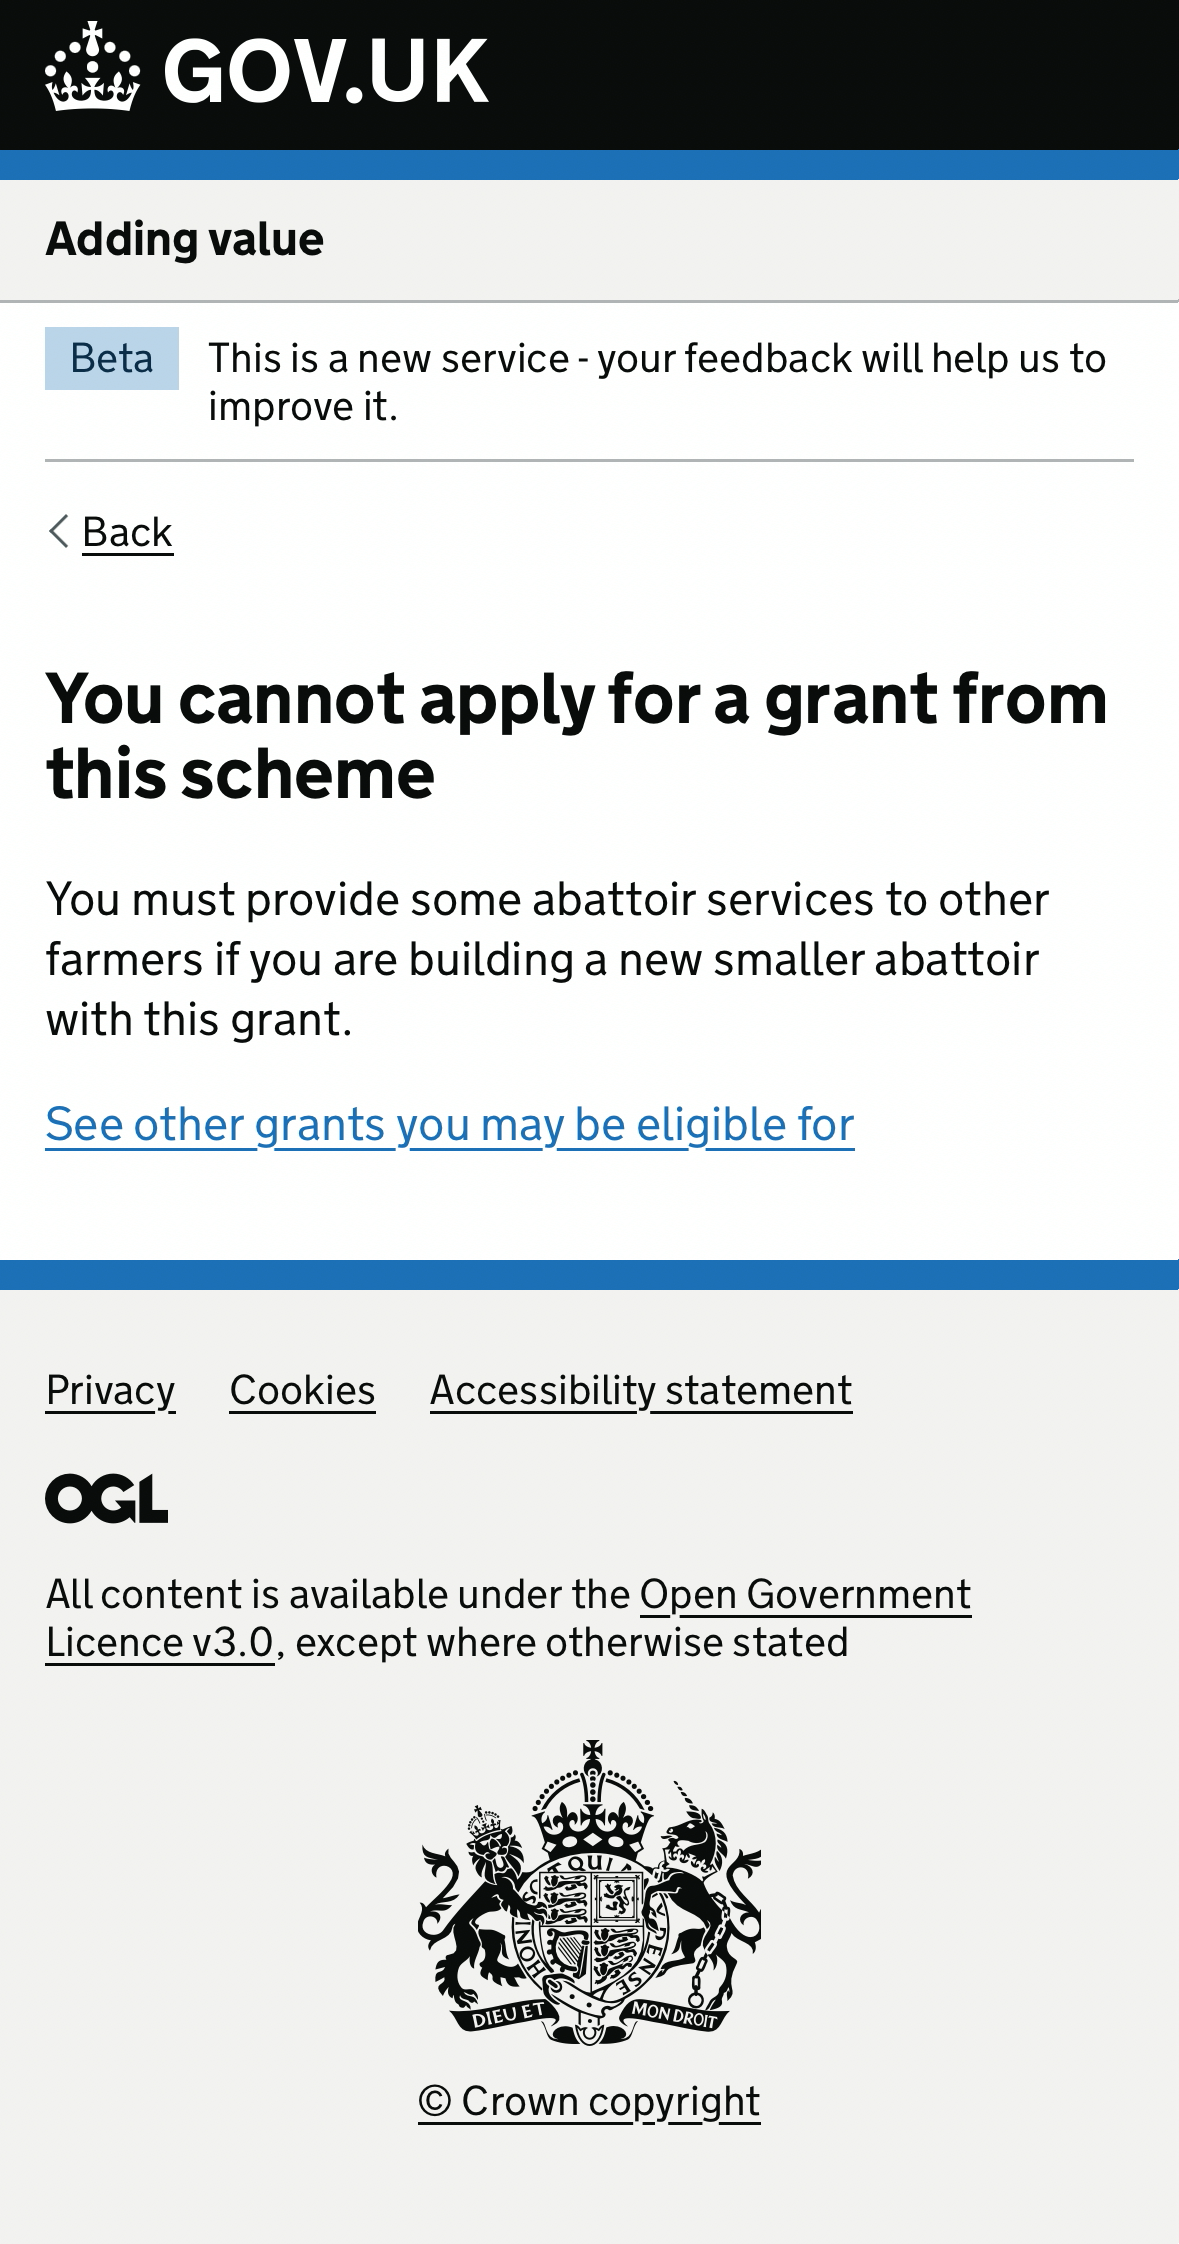 GOV.UK
Adding value
Beta
This is a new service - your feedback will help us to
improve it.
Back
You cannot apply for a grant from
this scheme
You must provide some abattoir services to other
farmers if you are building a new smaller abattoir
with this grant.
See other grants you may be eligible for
Privacy Cookies Accessibility statement
OGL
All content is available under the Open Government
Licence v3.0, except where otherwise stated
QUI
HONI
DIEU ET MON DROIT
© Crown copyright